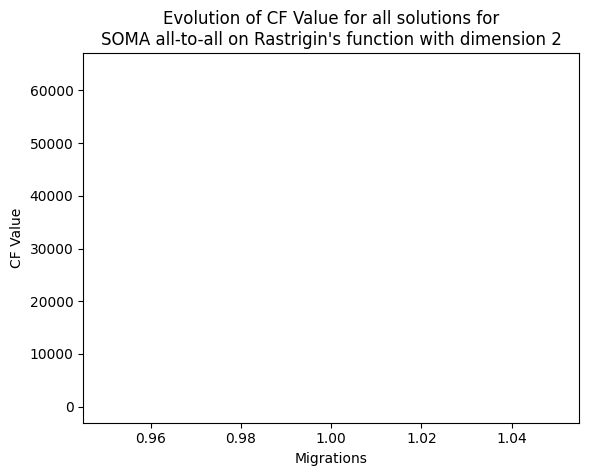 Evolution of CF Value for all solutions for
SOMA all-to-all on Rastrigin's function with dimension 2
60000
50000
40000
30000
20000
10000
0
CF Value
0.96 0.98 1.00 1.02 1.04
Migrations